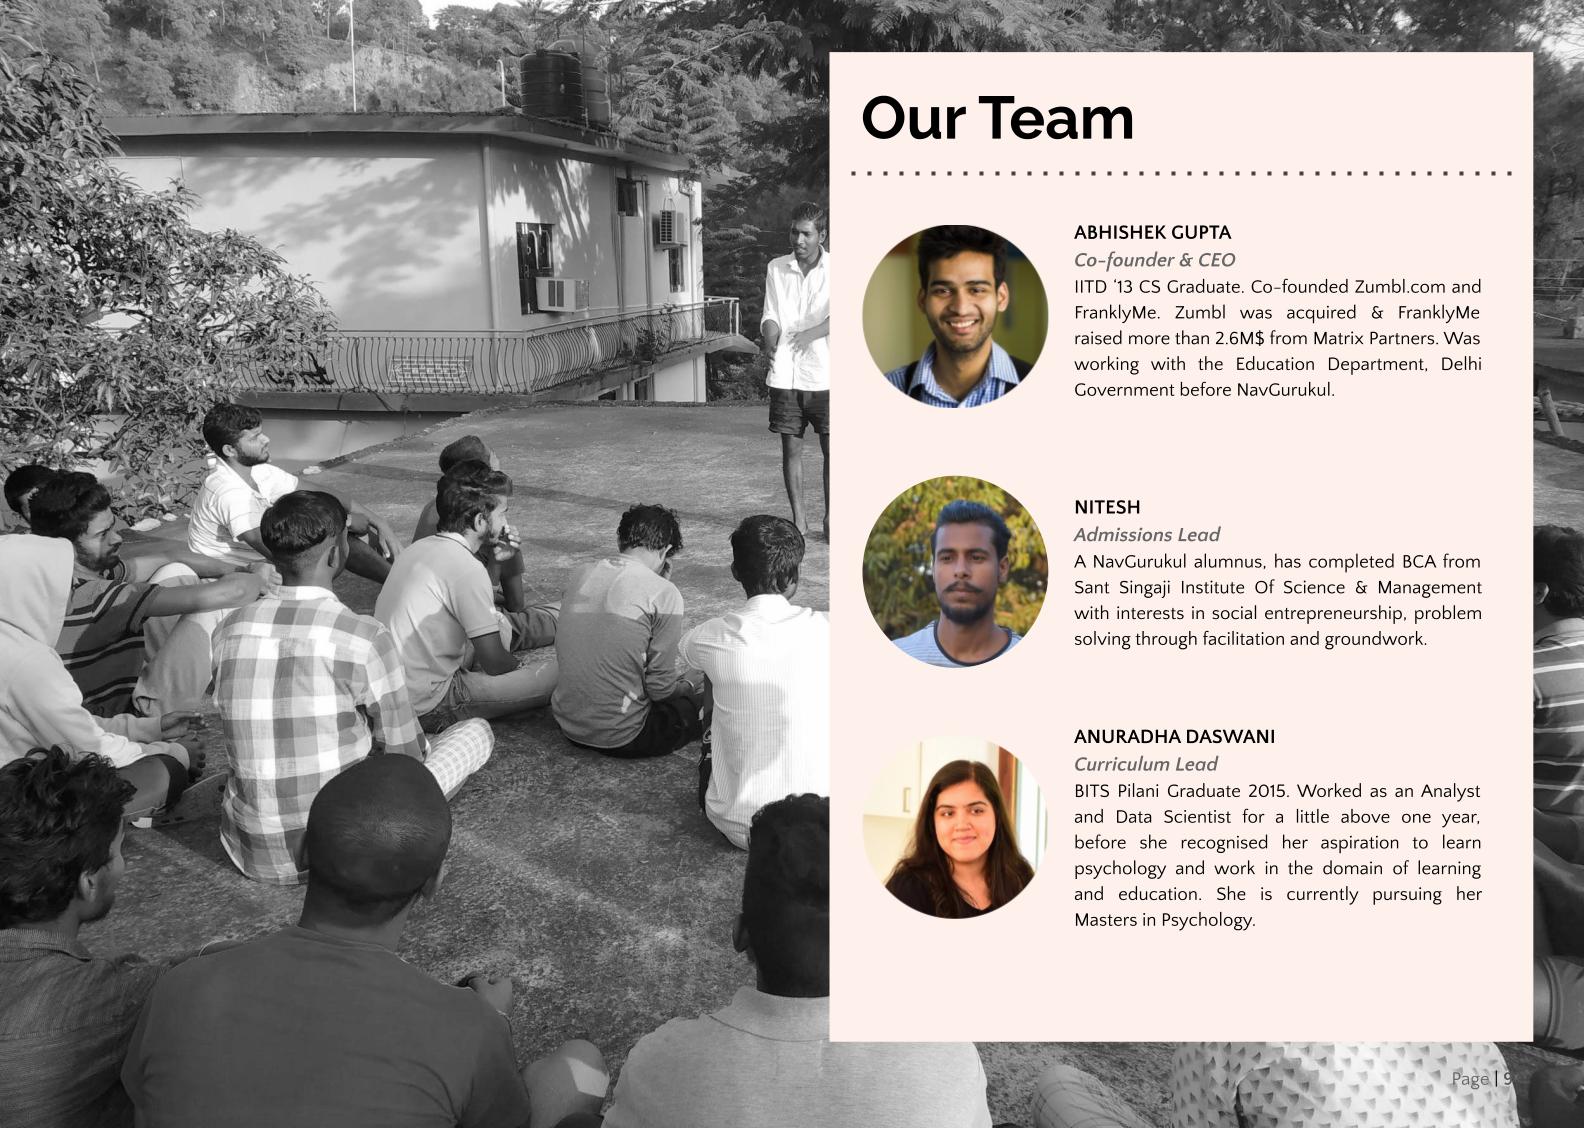 Our Team
ABHISHEK GUPTA
Co-founder & CEO
IITD ‘13 CS Graduate. Co-founded Zumbl.com and
FranklyMe. Zumbl was acquired & FranklyMe
raised more than 2.6M$ from Matrix Partners. Was
working with the Education Department, Delhi
Government before NavGurukul.
NITESH
Admissions Lead
A NavGurukul alumnus, has completed BCA from
Sant Singaji Institute Of Science & Management
with interests in social entrepreneurship, problem
solving through facilitation and groundwork.
ANURADHA DASWANI
Curriculum Lead
BITS Pilani Graduate 2015. Worked as an Analyst
and Data Scientist for a little above one year,
before she recognised her aspiration to learn
psychology and work in the domain of learning
and education. She is currently pursuing her
Masters in Psychology.
Page | 9